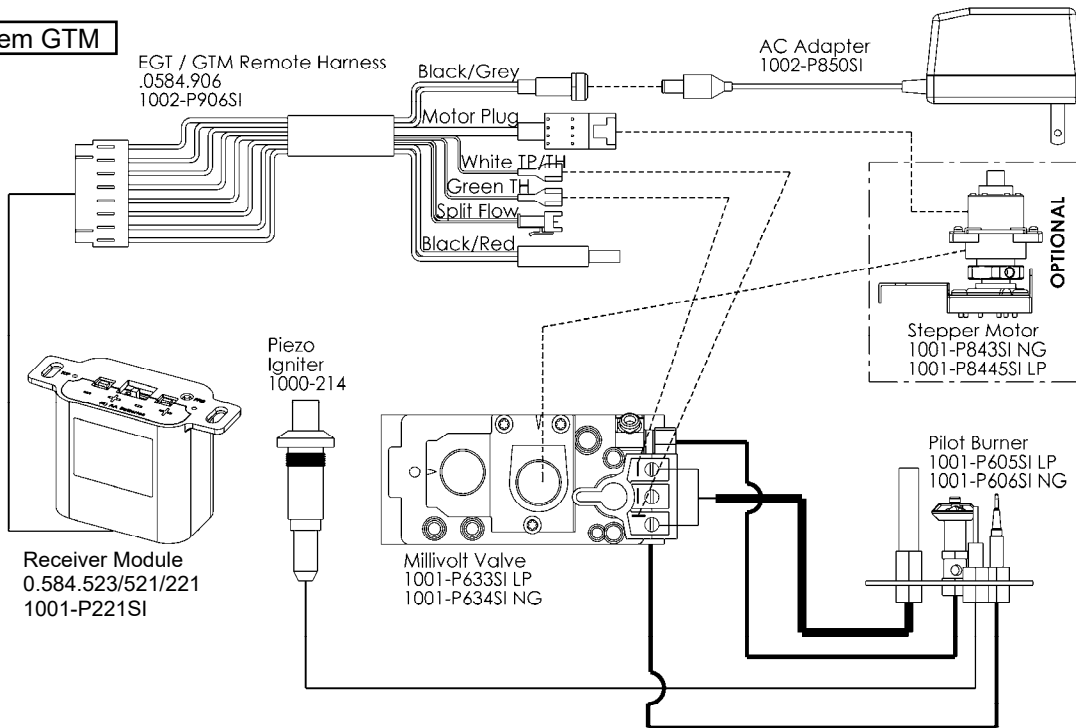 em GTM
EGT / GTM Remote Harness
.0584.906
1002-P906SI
Black/Grey
Motor Plug
White TP/TH
Green TH
Split Flow
Black/Red
AC Adapter
1002-P850SI
OPTIONAL
Stepper Motor
1001-P843SI NG
1001-P8445SI LP
Piezo
Igniter
1000-214
Receiver Module
0.584.523/521/221
1001-P221SI
Millivolt Valve
1001-P633SI LP
1001-P634SI NG
Pilot Burner
1001-P605SI LP
1001-P606SI NG